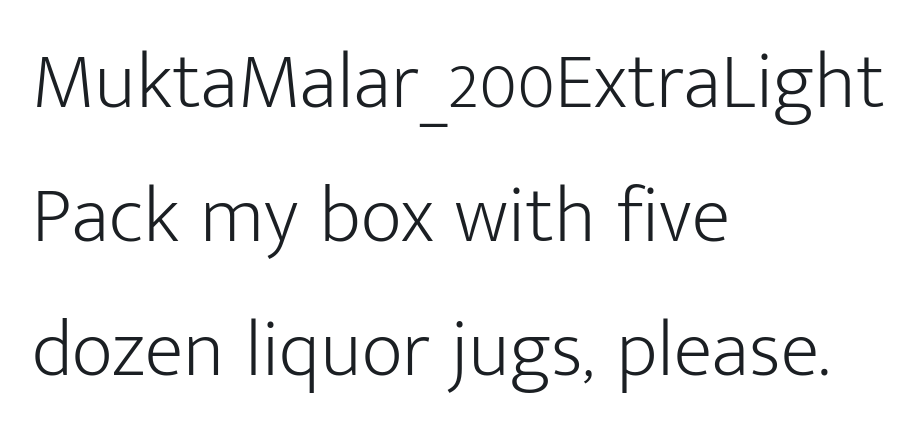 MuktaMalar_200ExtraLight
Pack my box with five
dozen liquor jugs, please.